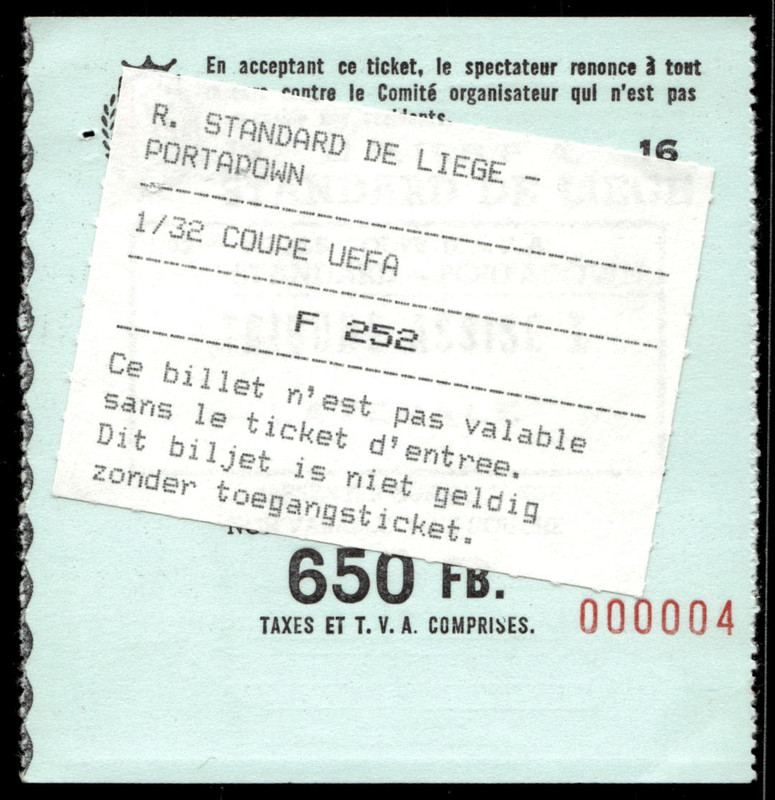 En acceptant ce ticket, le spectateur renonce à tout
contre le Comité organisateur qui n'est pas
16
R. STANDARD DE LIEGE -
PORTADOWN
1/32 COUPE UEFA
F 252
Ce billet n'est pas valable
sans le ticket d'entree.
Dit biljet is niet geldig
zonder toegangsticket.
650 FB.
000004
TAXES ET T. V. A. COMPRISES.